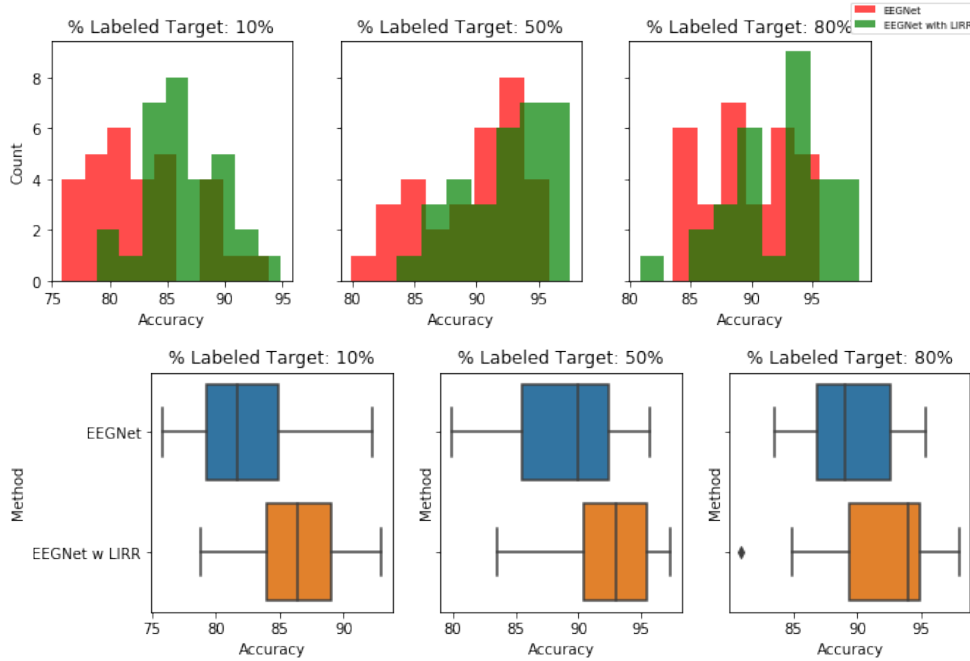 EEGNet
EEGNet with LIRR
% Labeled Target: 10%
% Labeled Target: 50%
% Labeled Target: 80%
Count
8
6
4
2
0
75 80 85 90 95
80 85 90 95
80 85 90 95
Accuracy
Accuracy
Accuracy
% Labeled Target: 10%
% Labeled Target: 50%
% Labeled Target: 80%
Method
EEGNet
EEGNet w LIRR
Method
Method
75 80 85 90
80 85 90 95
85 90 95
Accuracy
Accuracy
Accuracy